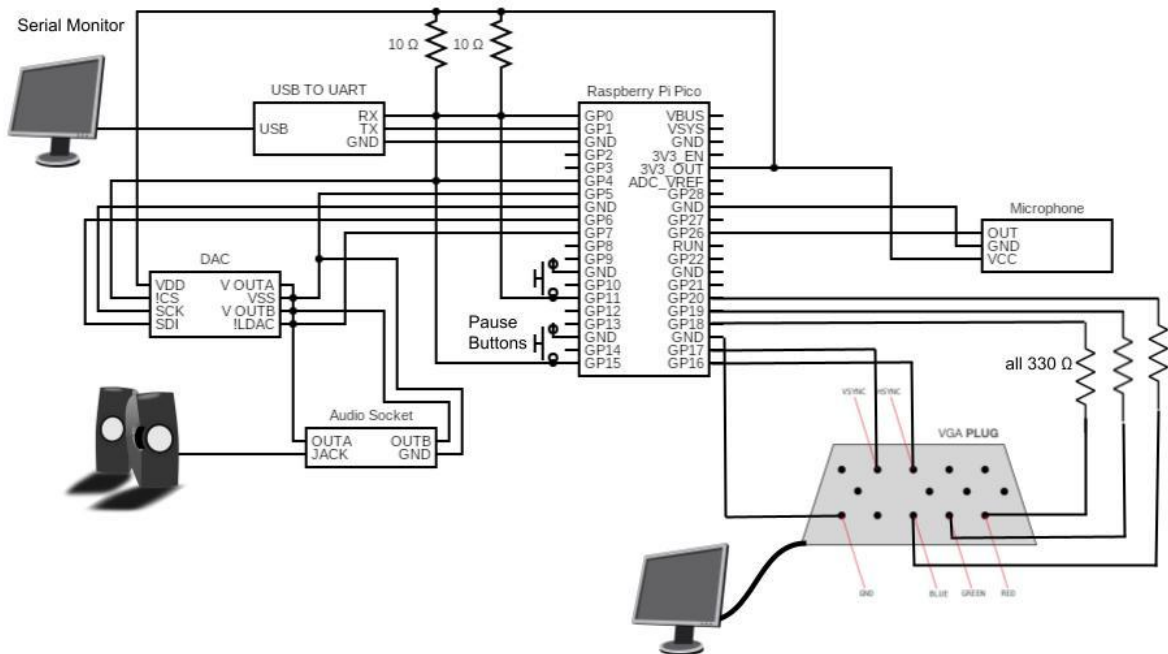 Serial Monitor
10 Ω
10 Ω
USB TO UART
USB
RX
TX
GND
Raspberry Pi Pico
GP0
GP1
GND
GP2
GP3
GP4
GP5
GND
GP6
GP7
GP8
GP9
GND
GP10
GP11
GP12
GP13
GND
GP14
GP15
VBUS
VSYS
GND
3V3_EN
3V3_OUT
ADC_VREF
GP28
GND
GP27
GP26
RUN
GP22
GND
GP21
GP20
GP19
GP18
GND
GP17
GP16
Microphone
OUT
GND
VCC
DAC
VDD
!CS
SCK
SDI
V OUTA
VSS
V OUTB
!LDAC
Pause
Buttons
all 330 Ω
Audio Socket
OUTA
JACK
OUTB
GND
VSYNC
HSYNC
VGA PLUG
GND
BLUE
GREEN
RED